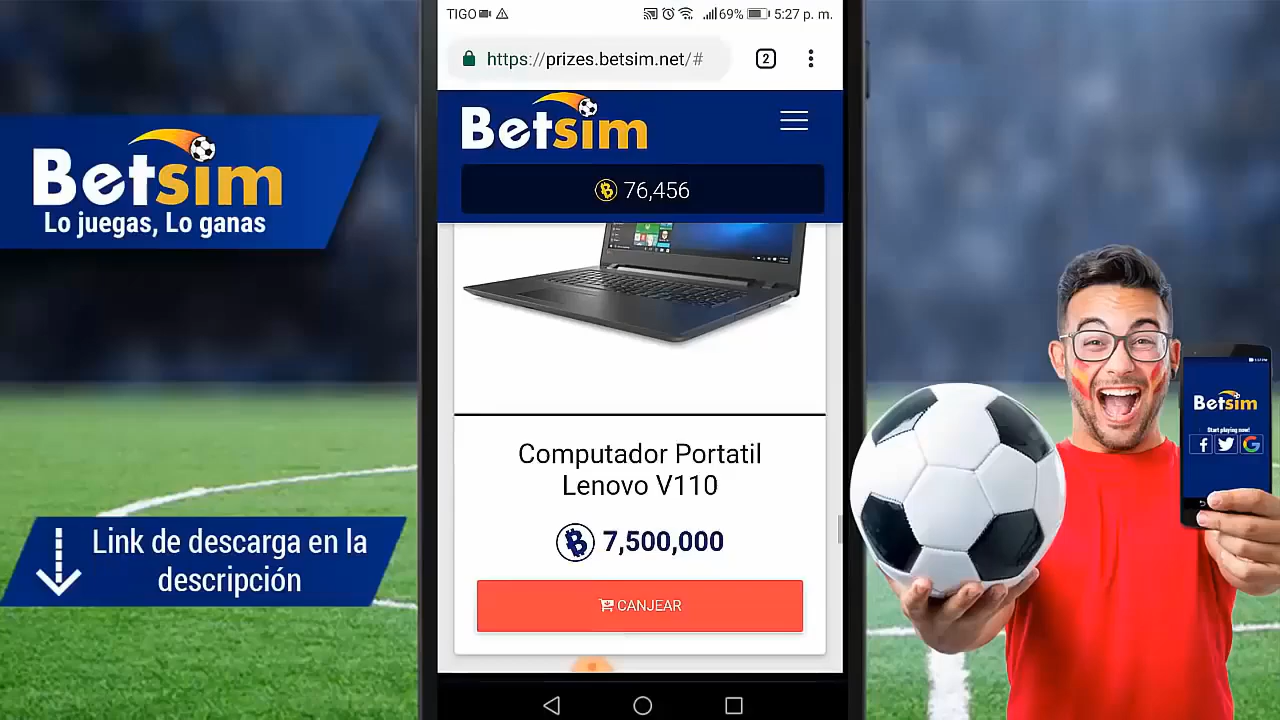 Betsim
Lo juegas, Lo ganas
Link de descarga en la
descripción
TIGO 69% 5:27 p. m.
https://prizes.betsim.net/#
2
Betsim
76,456
Computador Portatil
Lenovo V110
7,500,000
CANJEAR
Betsim
Start playing now!